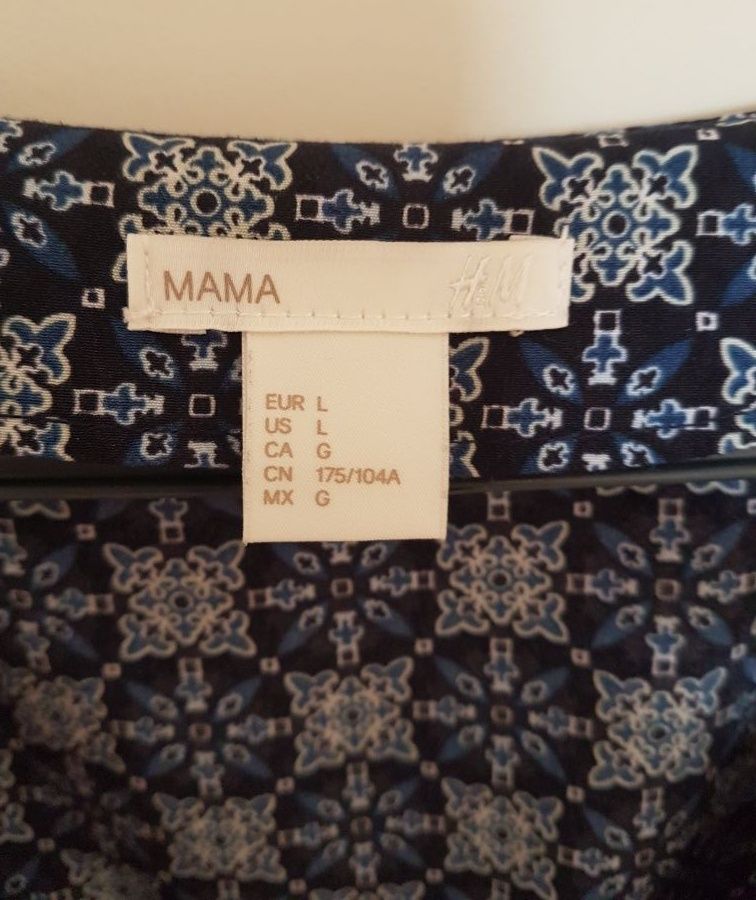 MAMA H&M
EUR L
US L
CA G
CN 175/104A
MX G